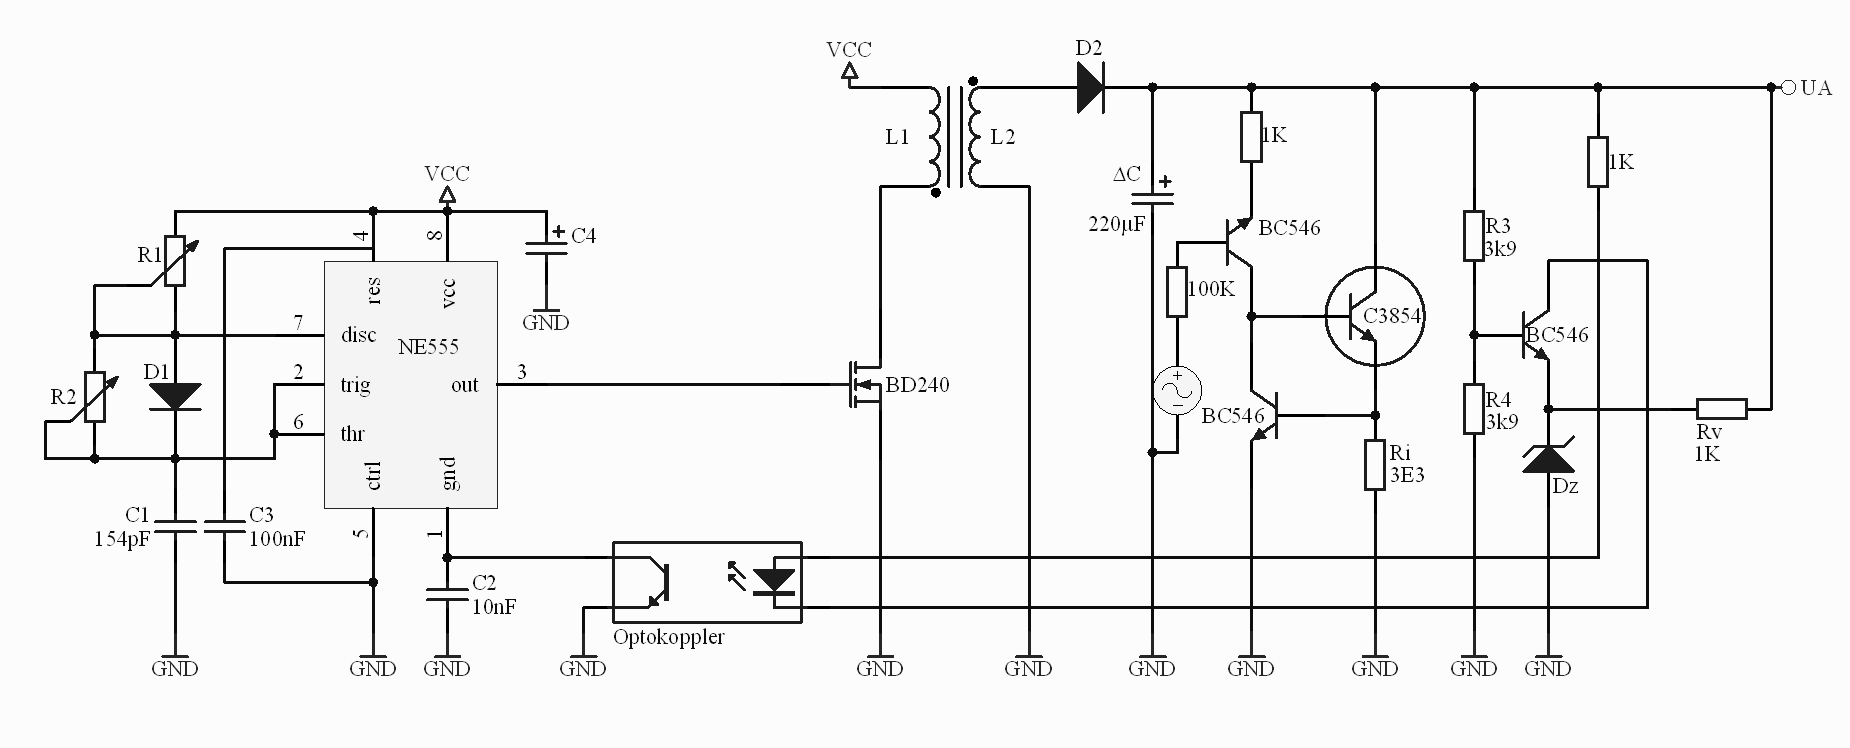 VCC
D2
UA
L1
L2
1K
1K
VCC
ΔC
220µF
BC546
R3
3k9
R1
4
8
C4
res
vcc
100K
GND
7
disc
NE555
C3854
BC546
D1
2
trig
out
3
BD240
R2
R4
3k9
BC546
6
thr
Rv
1K
Ri
3E3
ctrl
gnd
Dz
C1
154pF
C3
100nF
5
1
C2
10nF
Optokoppler
GND
GND
GND
GND
GND
GND
GND
GND
GND
GND
GND